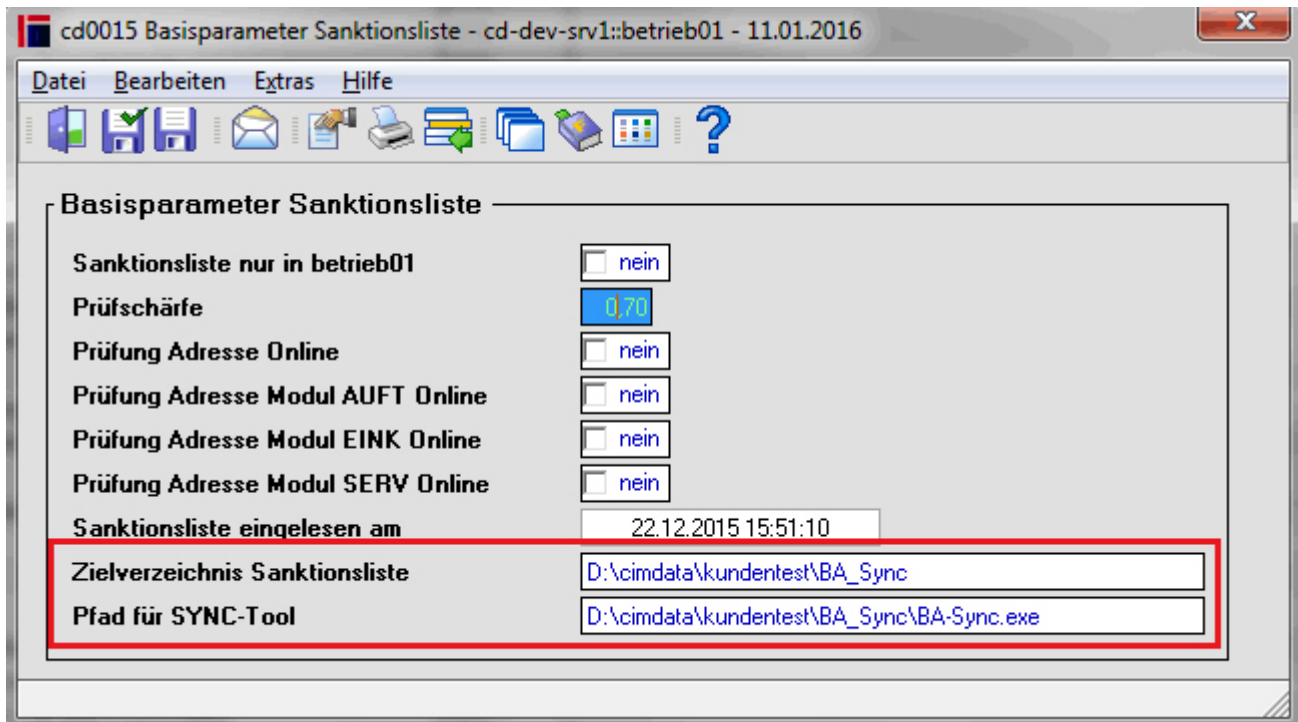 cd0015 Basisparameter Sanktionsliste - cd-dev-srv1::betrieb01 - 11.01.2016
Datei Bearbeiten Extras Hilfe
Basisparameter Sanktionsliste
Sanktionsliste nur in betrieb01 nein
Prüfschärfe 0,70
Prüfung Adresse Online nein
Prüfung Adresse Modul AUFT Online nein
Prüfung Adresse Modul EINK Online nein
Prüfung Adresse Modul SERV Online nein
Sanktionsliste eingelesen am 22.12.2015 15:51:10
Zielverzeichnis Sanktionsliste D:\cimdata\kundentest\BA_Sync
Pfad für SYNC-Tool D:\cimdata\kundentest\BA_Sync\BA-Sync.exe